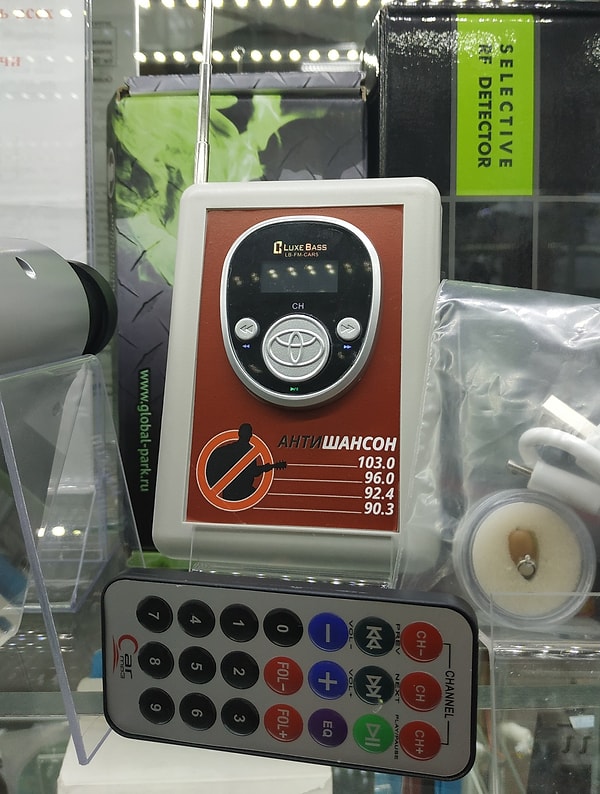 SELECTIVE
RF DETECTOR
www.global-park.ru
LUXE BASS
LB-FM-CAR5
CH
АНТИШАНСОН
103.0
96.0
92.4
90.3
CHANNEL
CH- CH CH+
PREV NEXT PLAY/PAUSE
VOL- VOL+ EQ
0 FOL- FOL+
1 2 3
4 5 6
7 8 9
Car
mp3